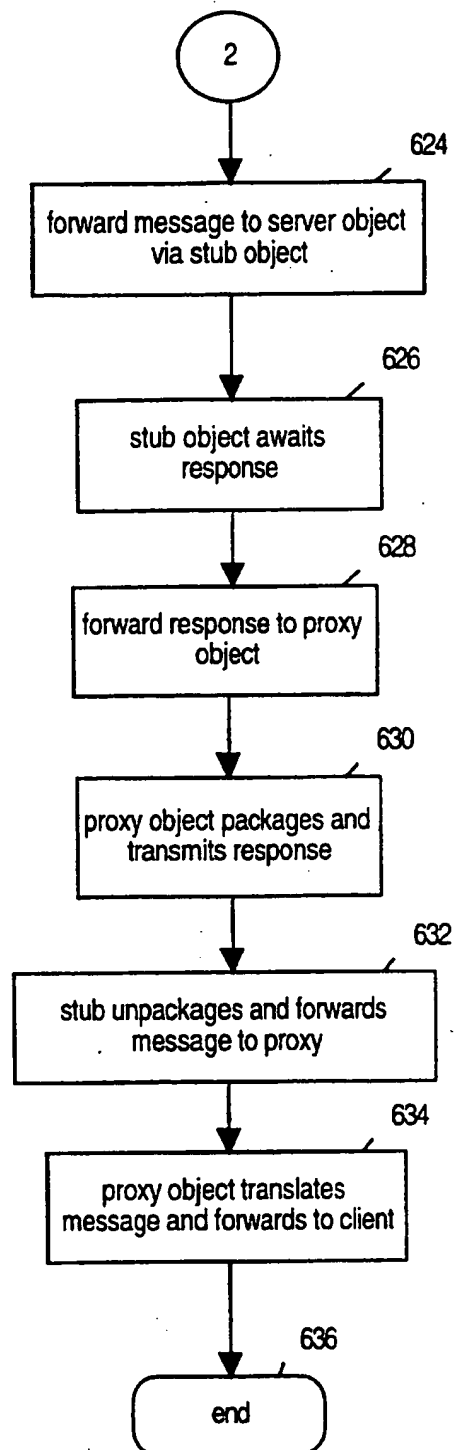 2
624
forward message to server object
via stub object
626
stub object awaits
response
628
forward response to proxy
object
630
proxy object packages and
transmits response
632
stub unpackages and forwards
message to proxy
634
proxy object translates
message and forwards to client
636
end